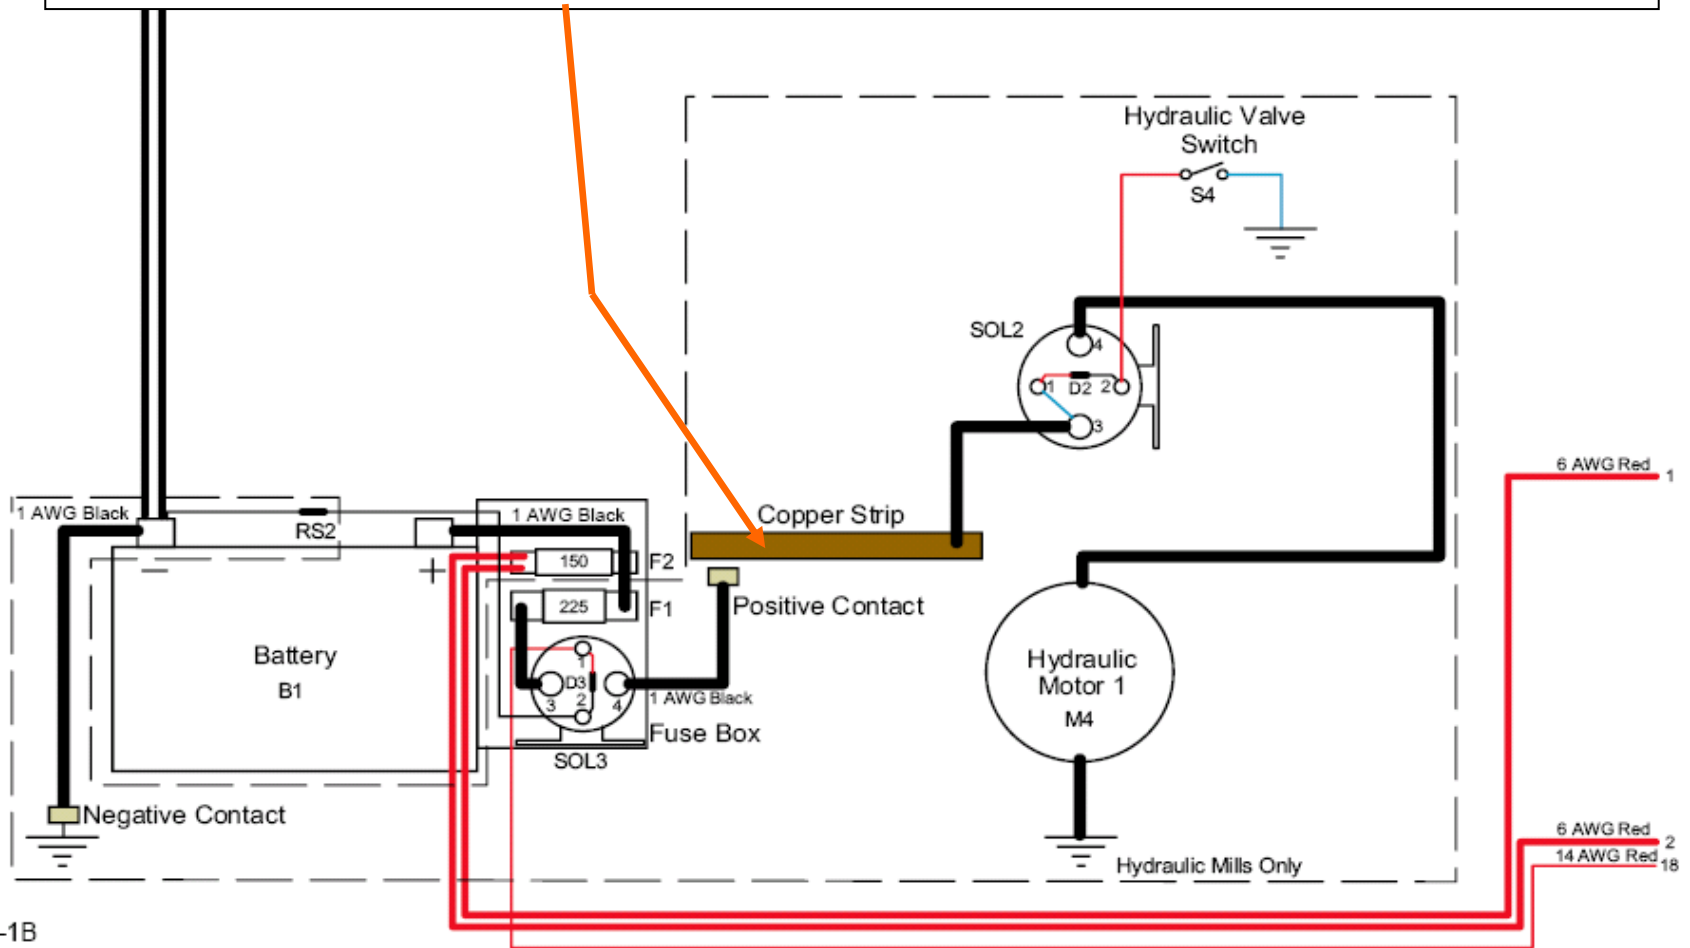 Hydraulic Valve
Switch
S4
SOL2
4
1
D2
2
3
6 AWG Red
1
1 AWG Black
RS2
1 AWG Black
Copper Strip
150
F2
225
F1
Positive Contact
Battery
B1
1
D3
2
3
4
1 AWG Black
Fuse Box
SOL3
Hydraulic
Motor 1
M4
Negative Contact
6 AWG Red
2
14 AWG Red
18
Hydraulic Mills Only
-1B